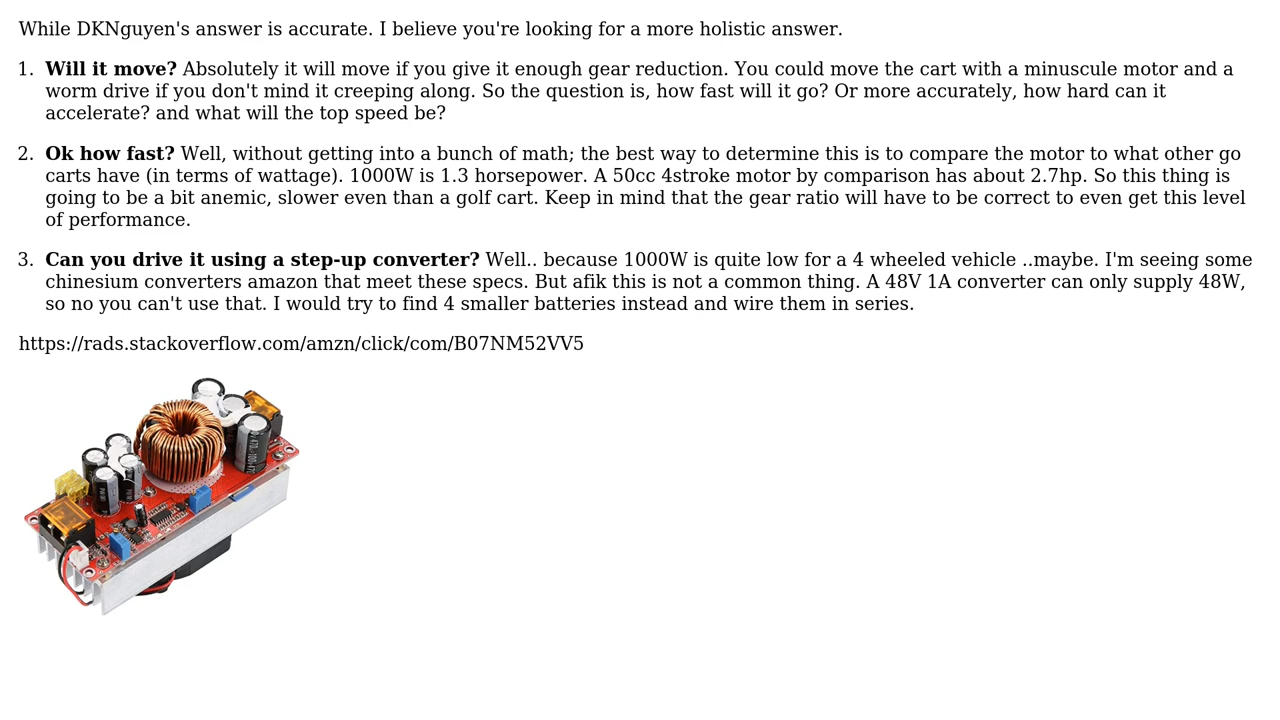 While DKNguyen's answer is accurate. I believe you're looking for a more holistic answer.
1. Will it move? Absolutely it will move if you give it enough gear reduction. You could move the cart with a minuscule motor and a
worm drive if you don't mind it creeping along. So the question is, how fast will it go? Or more accurately, how hard can it
accelerate? and what will the top speed be?
2. Ok how fast? Well, without getting into a bunch of math; the best way to determine this is to compare the motor to what other go
carts have (in terms of wattage). 1000W is 1.3 horsepower. A 50cc 4stroke motor by comparison has about 2.7hp. So this thing is
going to be a bit anemic, slower even than a golf cart. Keep in mind that the gear ratio will have to be correct to even get this level
of performance.
3. Can you drive it using a step-up converter? Well.. because 1000W is quite low for a 4 wheeled vehicle ..maybe. I'm seeing some
chinesium converters amazon that meet these specs. But afik this is not a common thing. A 48V 1A converter can only supply 48W,
so no you can't use that. I would try to find 4 smaller batteries instead and wire them in series.
https://rads.stackoverflow.com/amzn/click/com/B07NM52VV5